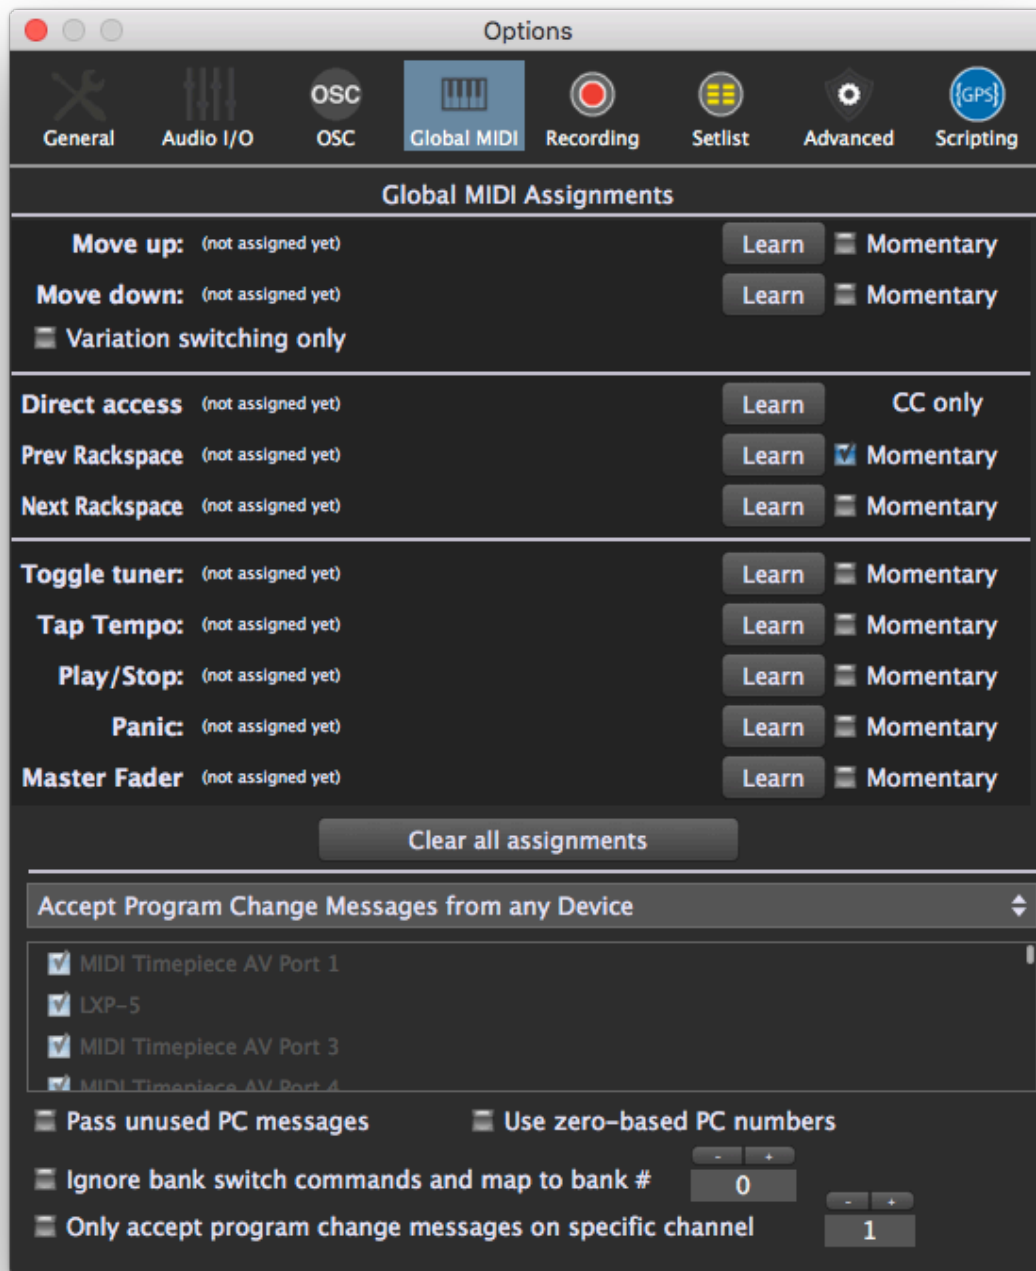 Options
General Audio I/O OSC Global MIDI Recording Setlist Advanced Scripting
OSC
{GPS}
Global MIDI Assignments
Move up: (not assigned yet) Learn Momentary
Move down: (not assigned yet) Learn Momentary
Variation switching only
Direct access (not assigned yet) Learn CC only
Prev Rackspace (not assigned yet) Learn Momentary
Next Rackspace (not assigned yet) Learn Momentary
Toggle tuner: (not assigned yet) Learn Momentary
Tap Tempo: (not assigned yet) Learn Momentary
Play/Stop: (not assigned yet) Learn Momentary
Panic: (not assigned yet) Learn Momentary
Master Fader (not assigned yet) Learn Momentary
Clear all assignments
Accept Program Change Messages from any Device
MIDI Timepiece AV Port 1
LXP-5
MIDI Timepiece AV Port 3
MIDI Timepiece AV Port 4
Pass unused PC messages Use zero-based PC numbers
- +
Ignore bank switch commands and map to bank # 0
- +
Only accept program change messages on specific channel 1